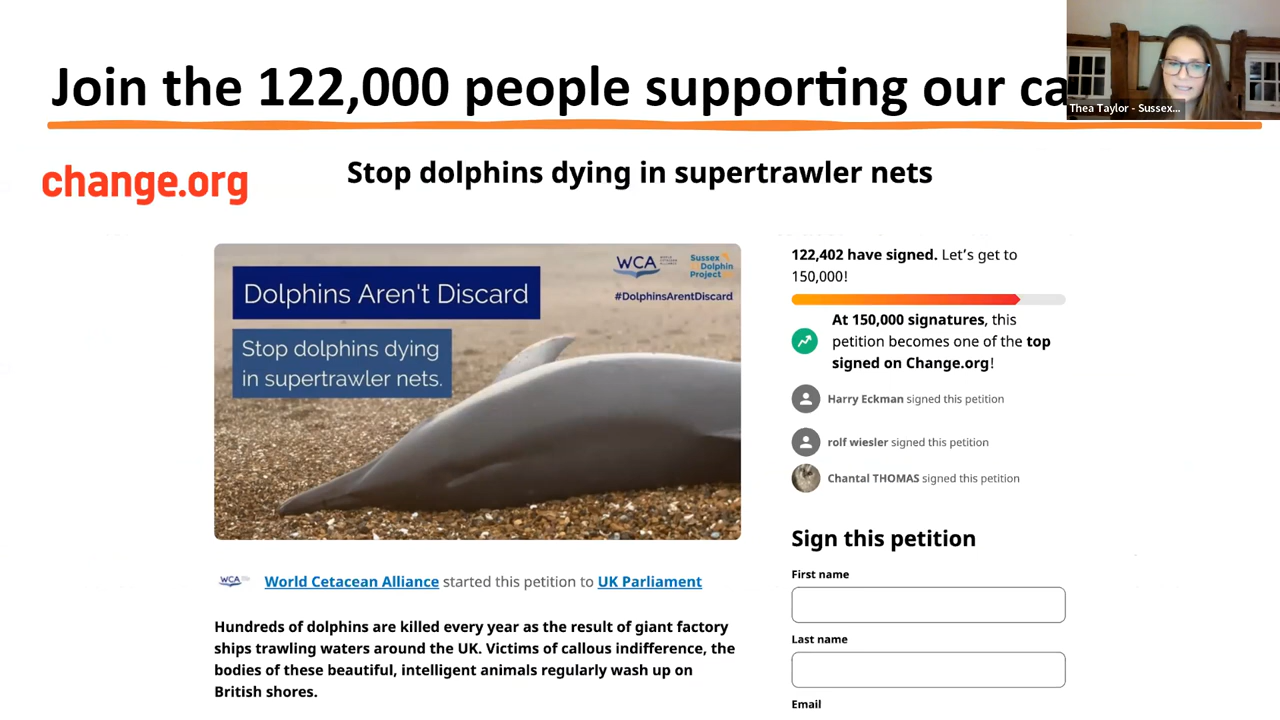 Join the 122,000 people supporting our ca
Thea Taylor - Sussex...
change.org
Stop dolphins dying in supertrawler nets
Dolphins Aren't Discard
Stop dolphins dying
in supertrawler nets.
WCA
WORLD
CETACEAN
ALLIANCE
Sussex
Dolphin
Project
#DolphinsArentDiscard
122,402 have signed. Let's get to
150,000!
At 150,000 signatures, this
petition becomes one of the top
signed on Change.org!
Harry Eckman signed this petition
rolf wiesler signed this petition
Chantal THOMAS signed this petition
WCA
World Cetacean Alliance started this petition to UK Parliament
Hundreds of dolphins are killed every year as the result of giant factory
ships trawling waters around the UK. Victims of callous indifference, the
bodies of these beautiful, intelligent animals regularly wash up on
British shores.
Sign this petition
First name
Last name
Email